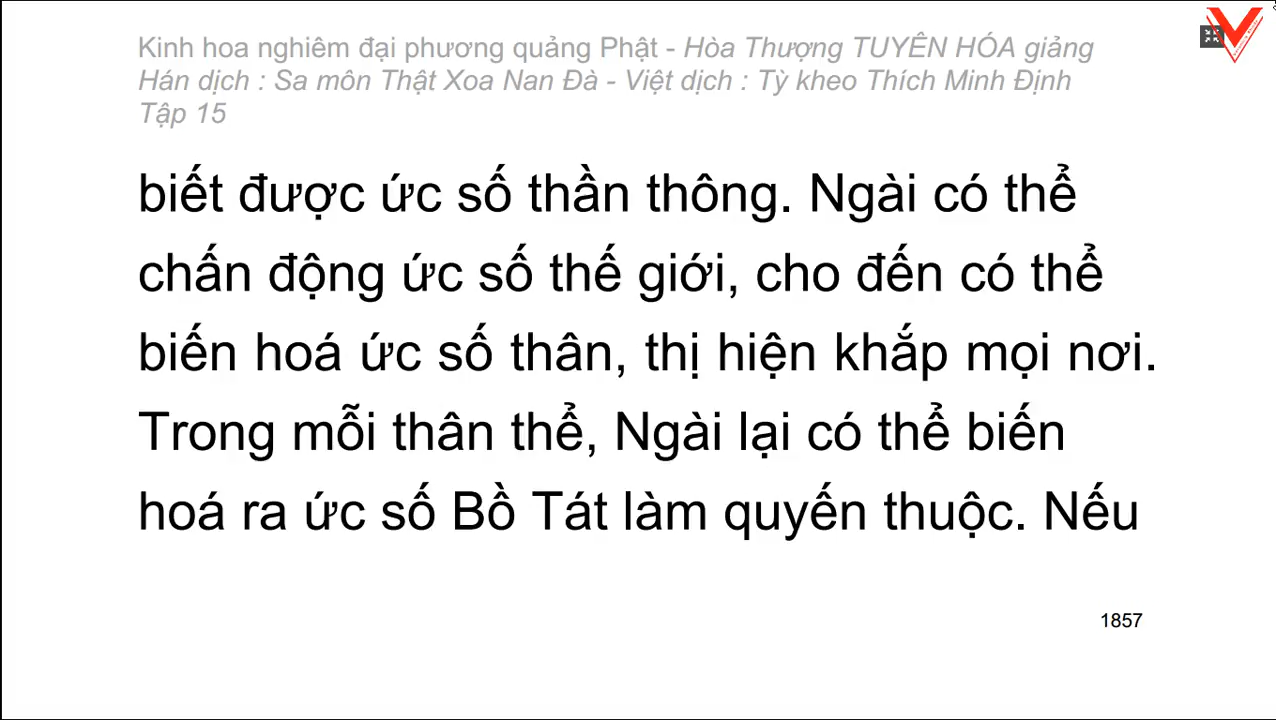 Kinh hoa nghiêm đại phương quảng Phật - Hòa Thượng TUYÊN HÓA giảng
Hán dịch : Sa môn Thật Xoa Nan Đà - Việt dịch : Tỳ kheo Thích Minh Định
Tập 15
biết được ức số thần thông. Ngài có thể
chấn động ức số thế giới, cho đến có thể
biến hoá ức số thân, thị hiện khắp mọi nơi.
Trong mỗi thân thể, Ngài lại có thể biến
hoá ra ức số Bồ Tát làm quyến thuộc. Nếu
1857